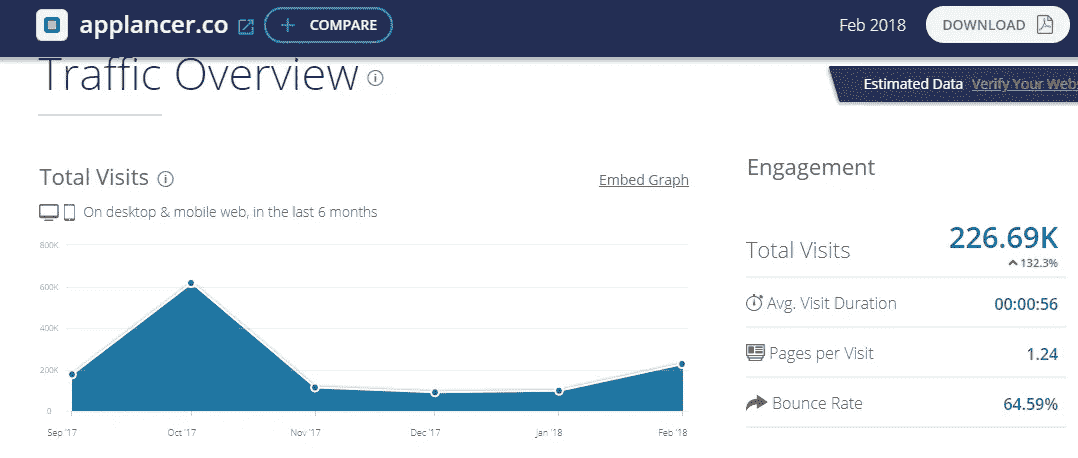 applancer.co
+ COMPARE
Feb 2018
DOWNLOAD
Traffic Overview
Estimated Data Verify Your Webs
Total Visits
Embed Graph
On desktop & mobile web, in the last 6 months
800K
600K
400K
200K
0
Sep '17 Oct '17 Nov '17 Dec '17 Jan '18 Feb '18
Engagement
Total Visits 226.69K
132.3%
Avg. Visit Duration 00:00:56
Pages per Visit 1.24
Bounce Rate 64.59%